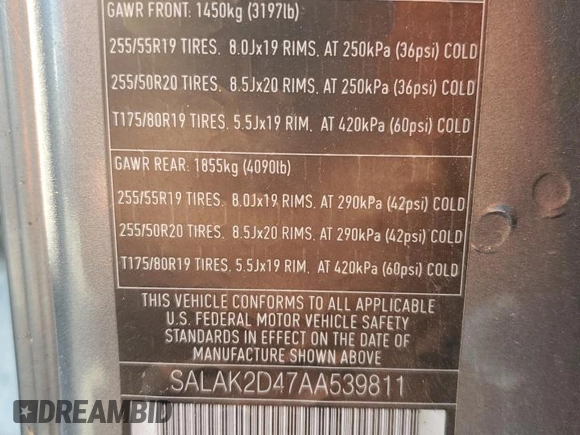 GAWR FRONT: 1450kg (3197lb)
255/55R19 TIRES, 8.0Jx19 RIMS, AT 250kPa (36psi) COLD
255/50R20 TIRES, 8.5Jx20 RIMS, AT 250kPa (36psi) COLD
T175/80R19 TIRES, 5.5Jx19 RIM, AT 420kPa (60psi) COLD
GAWR REAR: 1855kg (4090lb)
255/55R19 TIRES, 8.0Jx19 RIMS, AT 290kPa (42psi) COLD
255/50R20 TIRES, 8.5Jx20 RIMS, AT 290kPa (42psi) COLD
T175/80R19 TIRES, 5.5Jx19 RIM, AT 420kPa (60psi) COLD
THIS VEHICLE CONFORMS TO ALL APPLICABLE
U.S. FEDERAL MOTOR VEHICLE SAFETY
STANDARDS IN EFFECT ON THE DATE OF
MANUFACTURE SHOWN ABOVE
SALAK2D47AA539811
DREAMBID